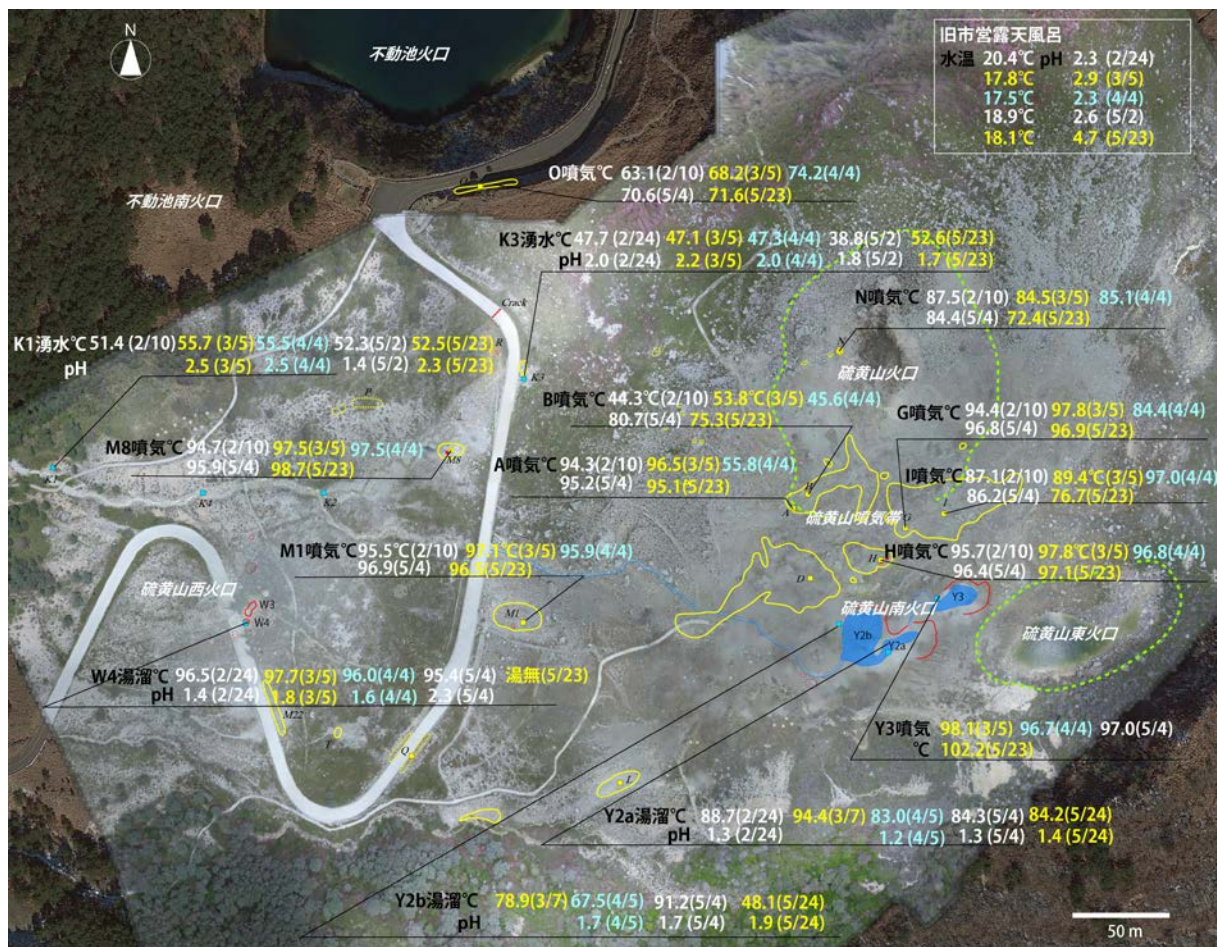 N
不動池火口
旧市営露天風呂
水温 20.4℃ pH 2.3 (2/24)
17.8℃ 2.9 (3/5)
17.5℃ 2.3 (4/4)
18.9℃ 2.6 (5/2)
18.1℃ 4.7 (5/23)
O噴気℃ 63.1(2/10) 68.2(3/5) 74.2(4/4)
70.6(5/4) 71.6(5/23)
不動池南火口
K3湧水℃ 47.7 (2/24) 47.1 (3/5) 47.3(4/4) 38.8(5/2) 52.6(5/23)
pH 2.0 (2/24) 2.2 (3/5) 2.0 (4/4) 1.8 (5/2) 1.7(5/23)
N噴気℃ 87.5(2/10) 84.5(3/5) 85.1(4/4)
84.4(5/4) 72.4(5/23)
Crack
R
K1湧水℃ 51.4 (2/10) 55.7 (3/5) 55.5(4/4) 52.3(5/2) 52.5(5/23)
pH 2.5 (3/5) 2.5 (4/4) 1.4 (5/2) 2.3 (5/23)
N
硫黄山火口
K3
P
B噴気℃ 44.3℃(2/10) 53.8℃(3/5) 45.6(4/4)
80.7(5/4) 75.3(5/23)
G噴気℃ 94.4(2/10) 97.8(3/5) 84.4(4/4)
96.8(5/4) 96.9(5/23)
M8噴気℃ 94.7(2/10) 97.5(3/5) 97.5(4/4)
95.9(5/4) 98.7(5/23)
M8
A噴気℃ 94.3(2/10) 96.5(3/5) 55.8(4/4)
95.2(5/4) 95.1(5/23)
I噴気℃ 87.1(2/10) 89.4℃(3/5) 97.0(4/4)
86.2(5/4) 76.7(5/23)
K1
K4
K2
B
A
G
I
硫黄山噴気帯
M1噴気℃ 95.5℃(2/10) 97.1℃(3/5) 95.9(4/4)
96.9(5/4) 96.5(5/23)
H
H噴気℃ 95.7(2/10) 97.8℃(3/5) 96.8(4/4)
96.4(5/4) 97.1(5/23)
硫黄山西火口
D
W3
W4
M1
硫黄山南火口
Y3
Y2b
Y2a
硫黄山東火口
W4湯溜℃ 96.5(2/24) 97.7(3/5) 96.0(4/4) 95.4(5/4) 湯無(5/23)
pH 1.4 (2/24) 1.8 (3/5) 1.6 (4/4) 2.3 (5/4)
M22
Q
L
Y3噴気 98.1(3/5) 96.7(4/4) 97.0(5/4)
℃ 102.2(5/23)
Y2a湯溜℃ 88.7(2/24) 94.4(3/7) 83.0(4/5) 84.3(5/4) 84.2(5/24)
pH 1.3 (2/24) 1.2 (4/5) 1.3 (5/4) 1.4 (5/24)
Y2b湯溜℃ 78.9(3/7) 67.5(4/5) 91.2(5/4) 48.1(5/24)
pH 1.7 (4/5) 1.7 (5/4) 1.9 (5/24)
50 m